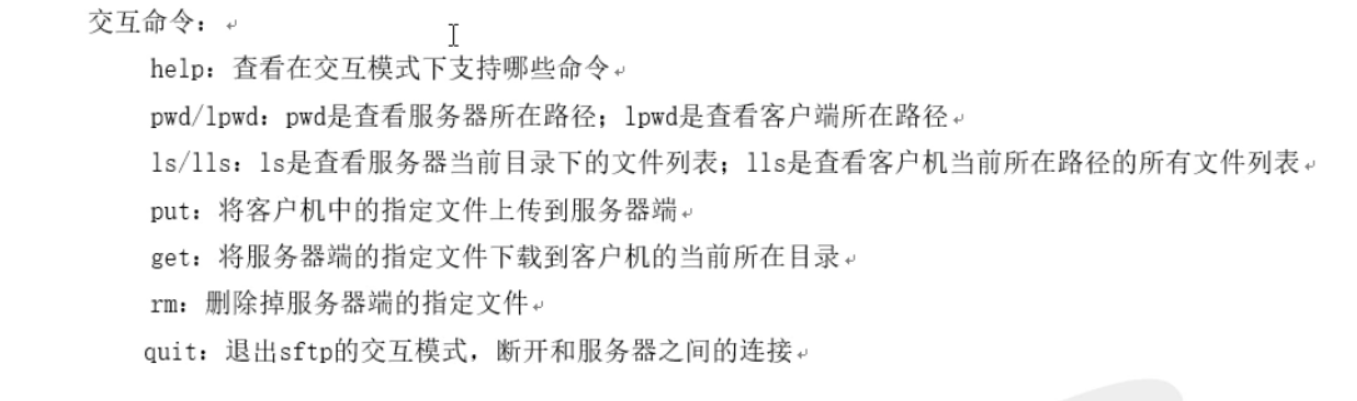 交互命令：
help：查看在交互模式下支持哪些命令
pwd/lpwd：pwd是查看服务器所在路径；lpwd是查看客户端所在路径
ls/lls：ls是查看服务器当前目录下的文件列表；lls是查看客户机当前所在路径的所有文件列表
put：将客户机中的指定文件上传到服务器端
get：将服务器端的指定文件下载到客户机的当前所在目录
rm：删除掉服务器端的指定文件
quit：退出sftp的交互模式，断开和服务器之间的连接